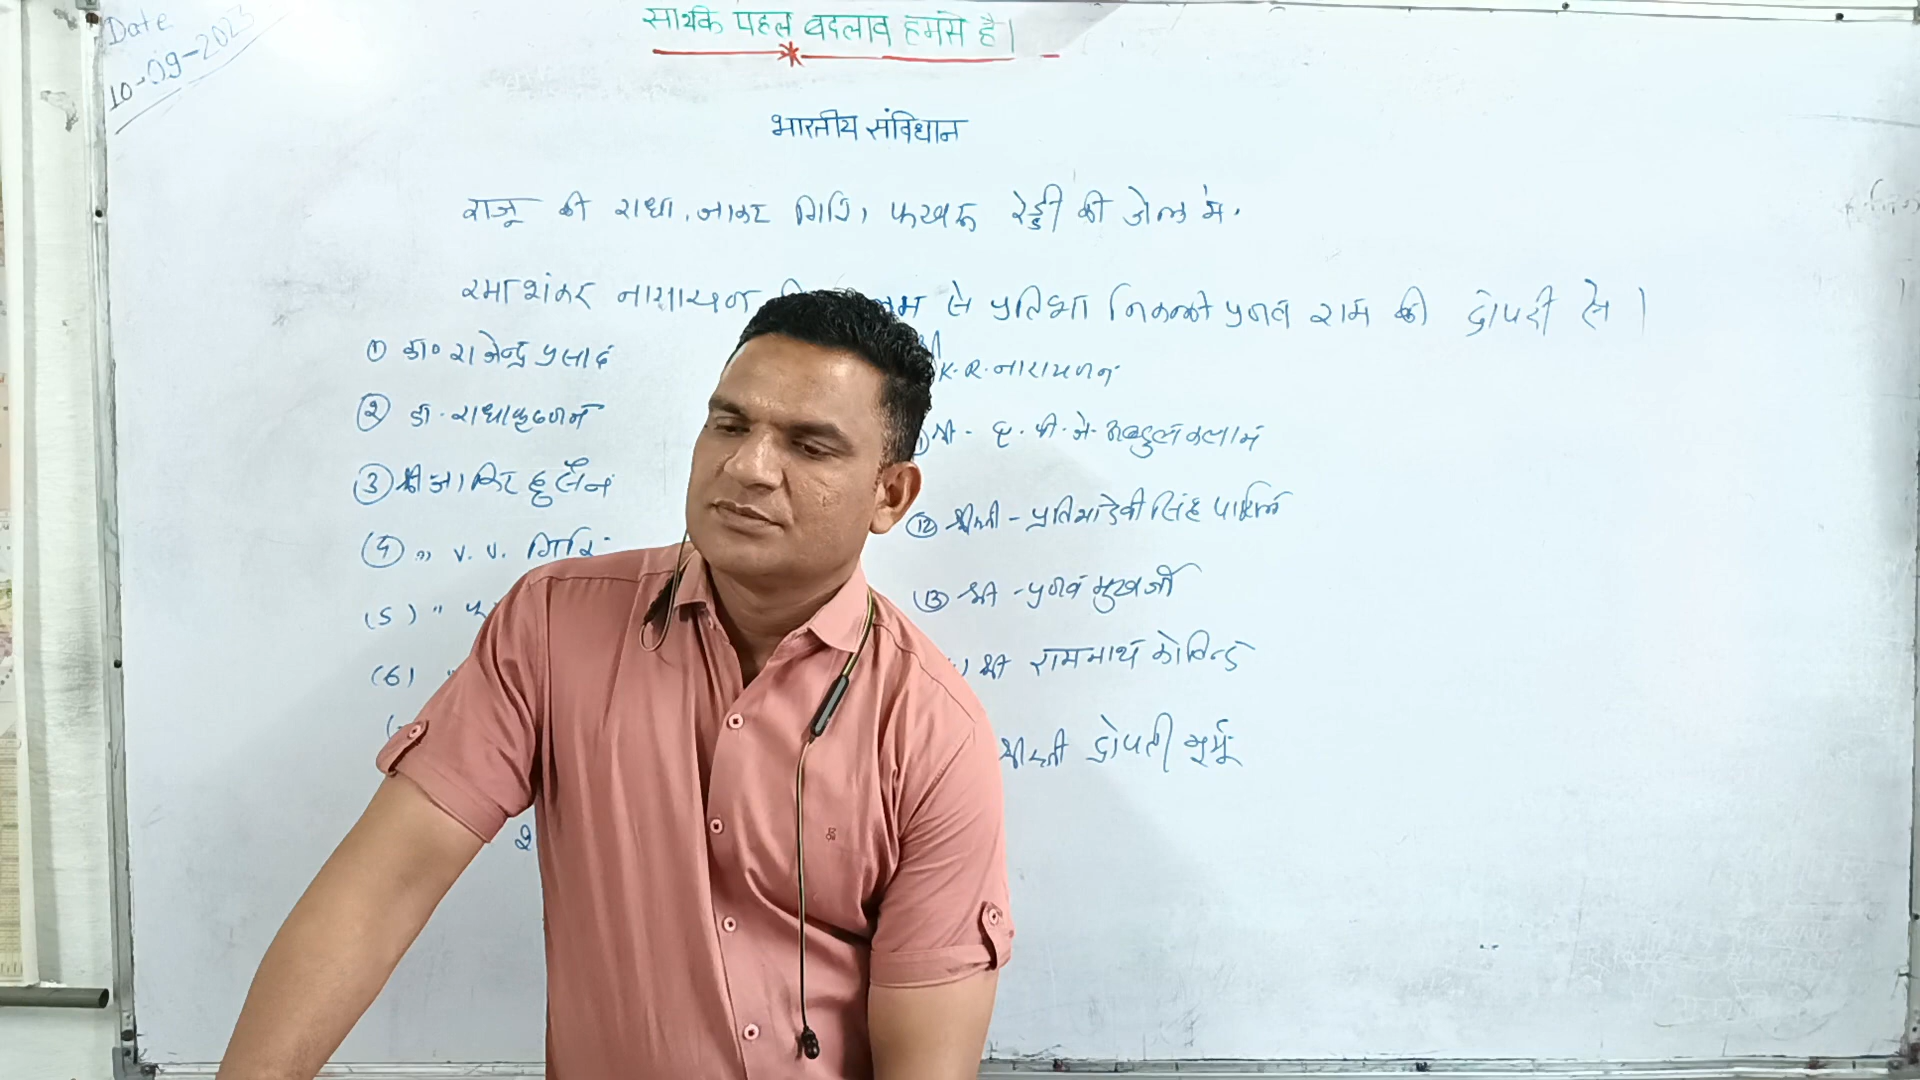 Date
10-09-2023
सार्थक पहल बदलाव हमसे है।
भारतीय संविधान
राजू की राधा, जाकर गिरि, फखरू रेड्डी की जेल में.
रमाशंकर नारायण से प्रतिभा निकली प्रणव राम की द्रोपदी से।
① डा० राजेन्द्र प्रसाद
② डा. राधाकृष्णन
③ श्री जाकिर हुसैन
(4) " V. V. गिरि
(5) "
(6) "
K. R. नारायणन
श्री - ए. पी. जे. अब्दुल कलाम
⑫ श्रीमती - प्रतिभा देवी सिंह पाटिल
⑬ श्री - प्रणव मुखर्जी
श्री रामनाथ कोविन्द
श्रीमती द्रोपती मुर्मू